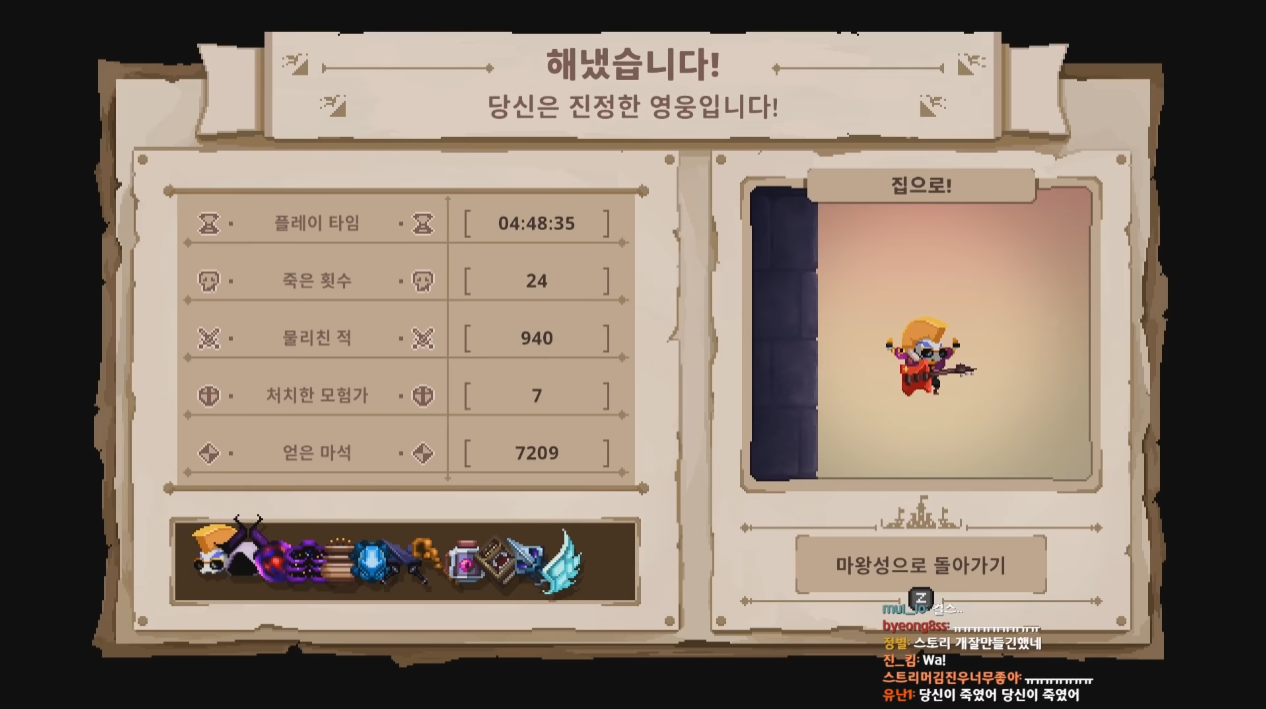 해냈습니다!
당신은 진정한 영웅입니다!
플레이 타임 [ 04:48:35 ]
죽은 횟수 [ 24 ]
물리친 적 [ 940 ]
처치한 모험가 [ 7 ]
얻은 마석 [ 7209 ]
집으로!
마왕성으로 돌아가기
Z
byeong8ss:
정별: 스토리 개잘만들긴했네
진_킴: Wa!
스트리머김진우너무좋아: ㅠㅠㅠㅠㅠㅠㅠ
유난1: 당신이 죽였어 당신이 죽였어